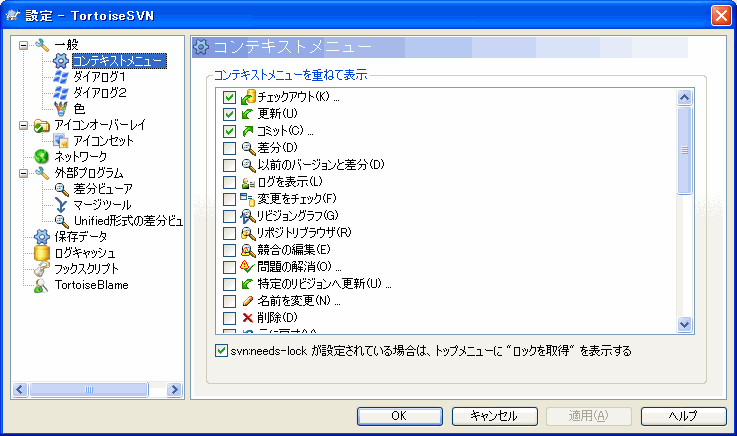 設定 - TortoiseSVN
一般
コンテキストメニュー
ダイアログ1
ダイアログ2
色
アイコンオーバーレイ
アイコンセット
ネットワーク
外部プログラム
差分ビューア
マージツール
Unified形式の差分ビュ
保存データ
ログキャッシュ
フックスクリプト
TortoiseBlame
コンテキストメニュー
コンテキストメニューを重ねて表示
チェックアウト(K) ...
更新(U)
コミット(C) ...
差分(D)
以前のバージョンと差分(D)
ログを表示(L)
変更をチェック(F)
リビジョングラフ(G)
リポジトリブラウザ(R)
競合の編集(E)
問題の解消(O) ...
特定のリビジョンへ更新(U) ...
名前を変更(N) ...
削除(D)
svn:needs-lock が設定されている場合は、トップメニューに "ロックを取得" を表示する
OK
キャンセル
適用(A)
ヘルプ